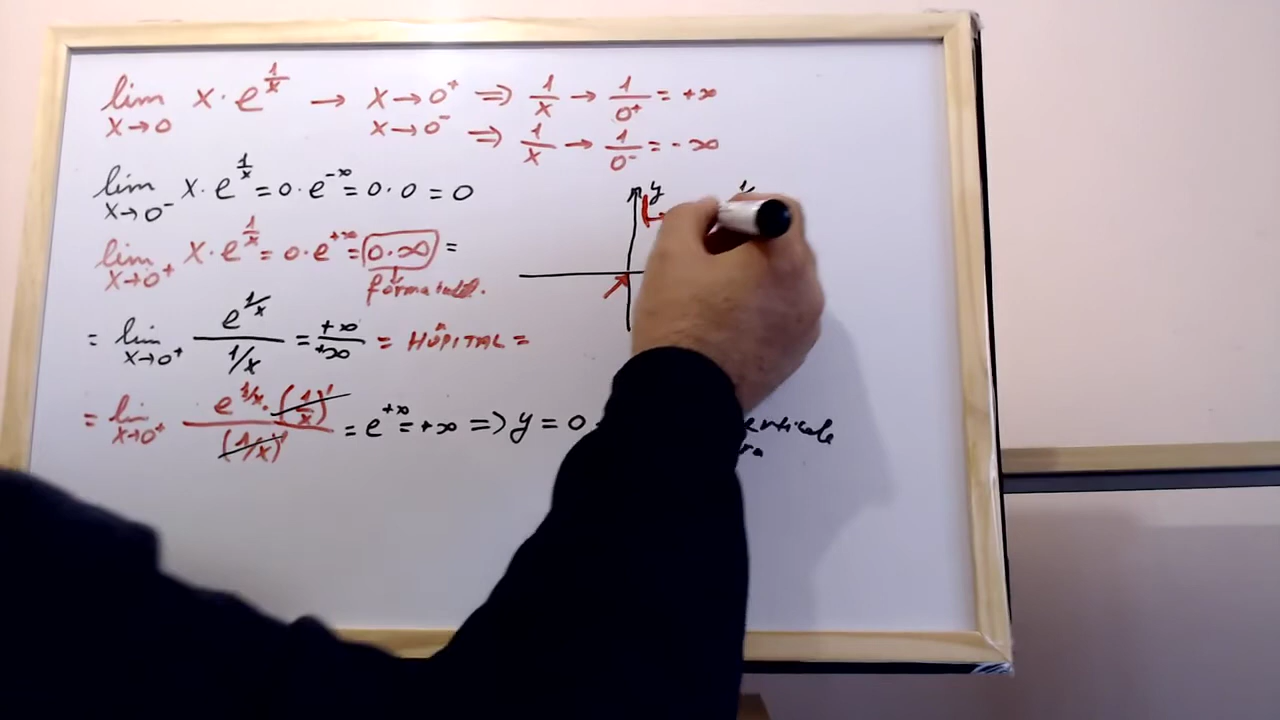 lim x→0 x · e^(1/x) → x → 0⁺ ⇒ 1/x → 1/0⁺ = +∞
x → 0⁻ ⇒ 1/x → 1/0⁻ = -∞
lim x→0⁻ x · e^(1/x) = 0 · e^(-∞) = 0 · 0 = 0
y
lim x→0⁺ x · e^(1/x) = 0 · e^(+∞) = 0 · ∞ =
forma
= lim x→0⁺ e^(1/x) / (1/x) = +∞/+∞ = HÔPITAL =
= lim x→0⁺ e^(1/x) · (1/x)' / (1/x)' = e^(+∞) = +∞ ⇒ y = 0